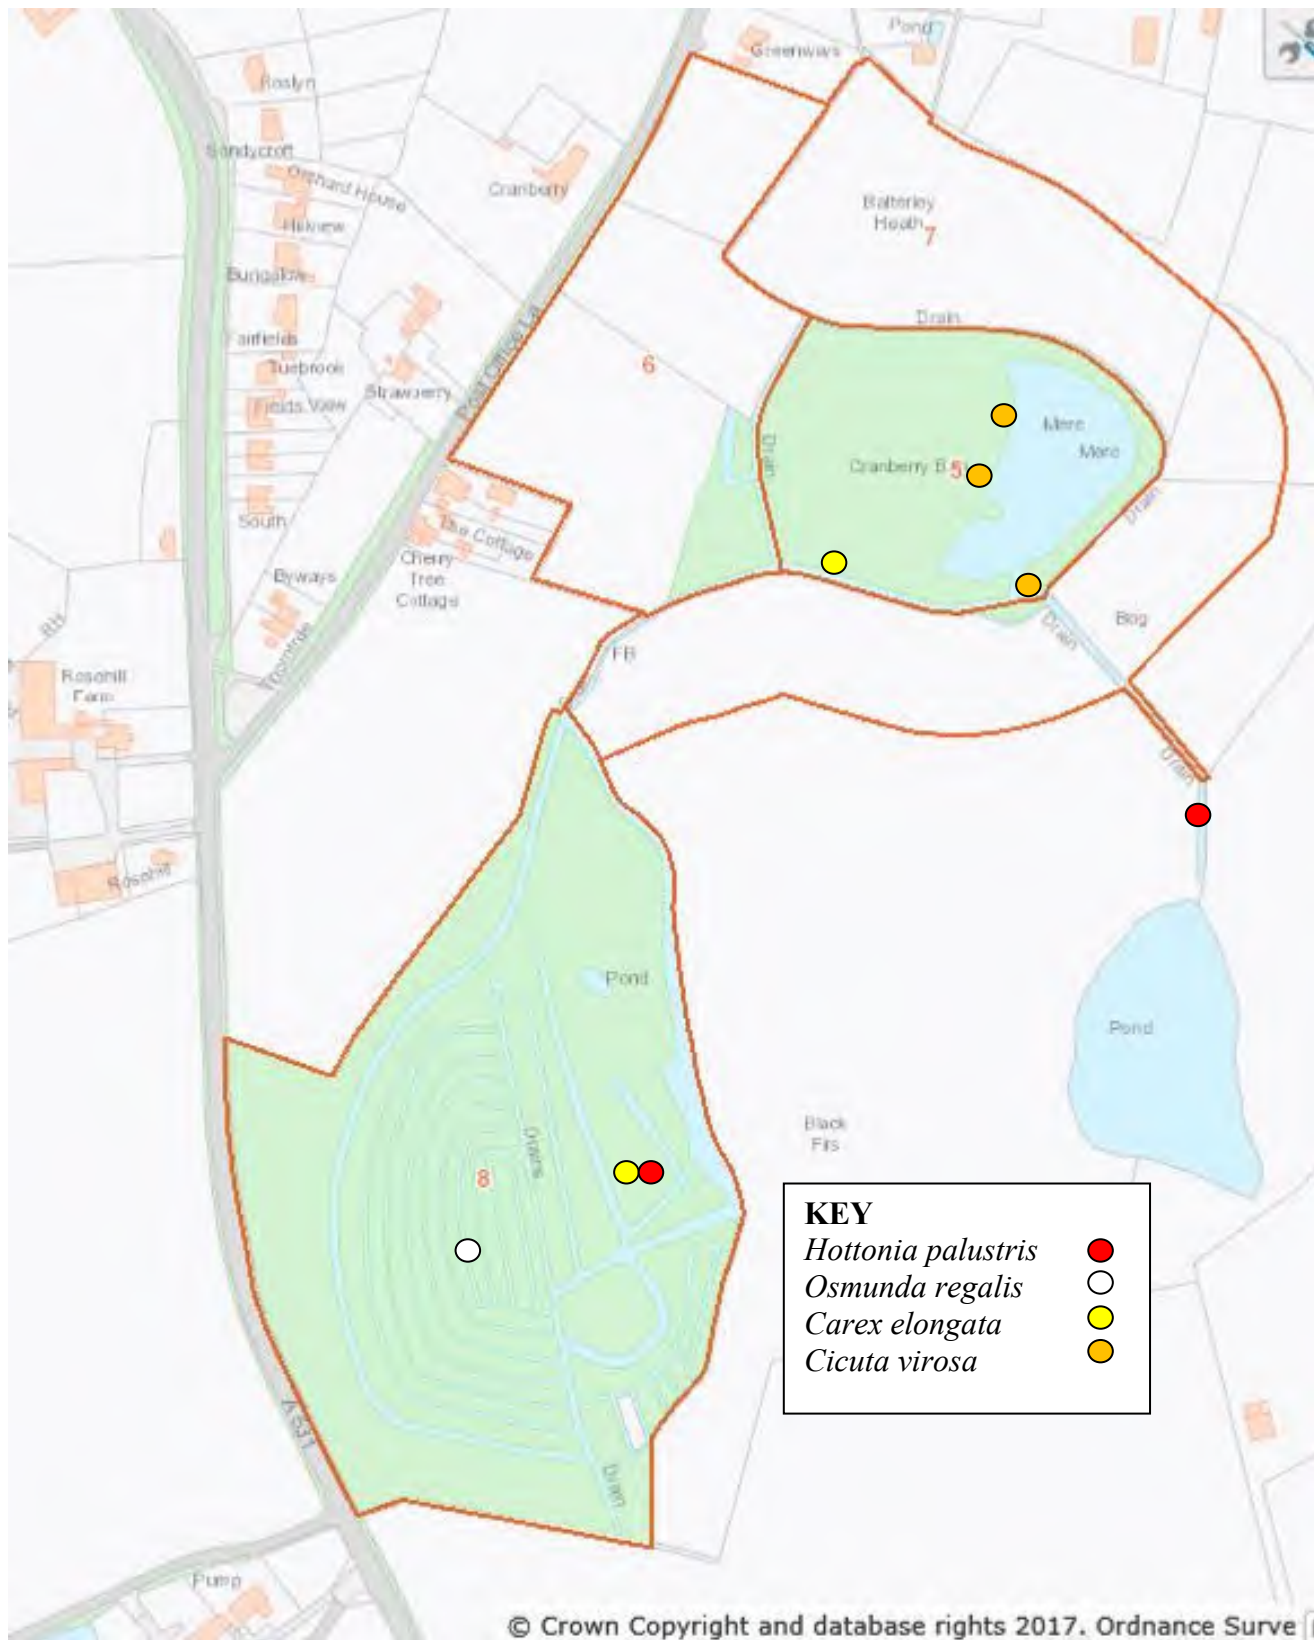 Pond
Greenways
Roslyn
Sandycroft
Orchard House
Cranberry
Balterley
Heath
7
Hillview
Bungalow
Fairfields
Drain
Tuebrook
Strawberry
Post Office La
6
Fields View
Mere
Mere
Drain
Cranberry B
5
Drain
South
The Cottage
Cherry
Tree
Cottage
Byways
Thorntree
Bog
Drain
FB
Rosehill
Farm
Drain
Rosehill
Pond
Pond
Black
Firs
Drains
8
KEY
Hottonia palustris
Osmunda regalis
Carex elongata
Cicuta virosa
A531
Drain
Pump
© Crown Copyright and database rights 2017. Ordnance Surve